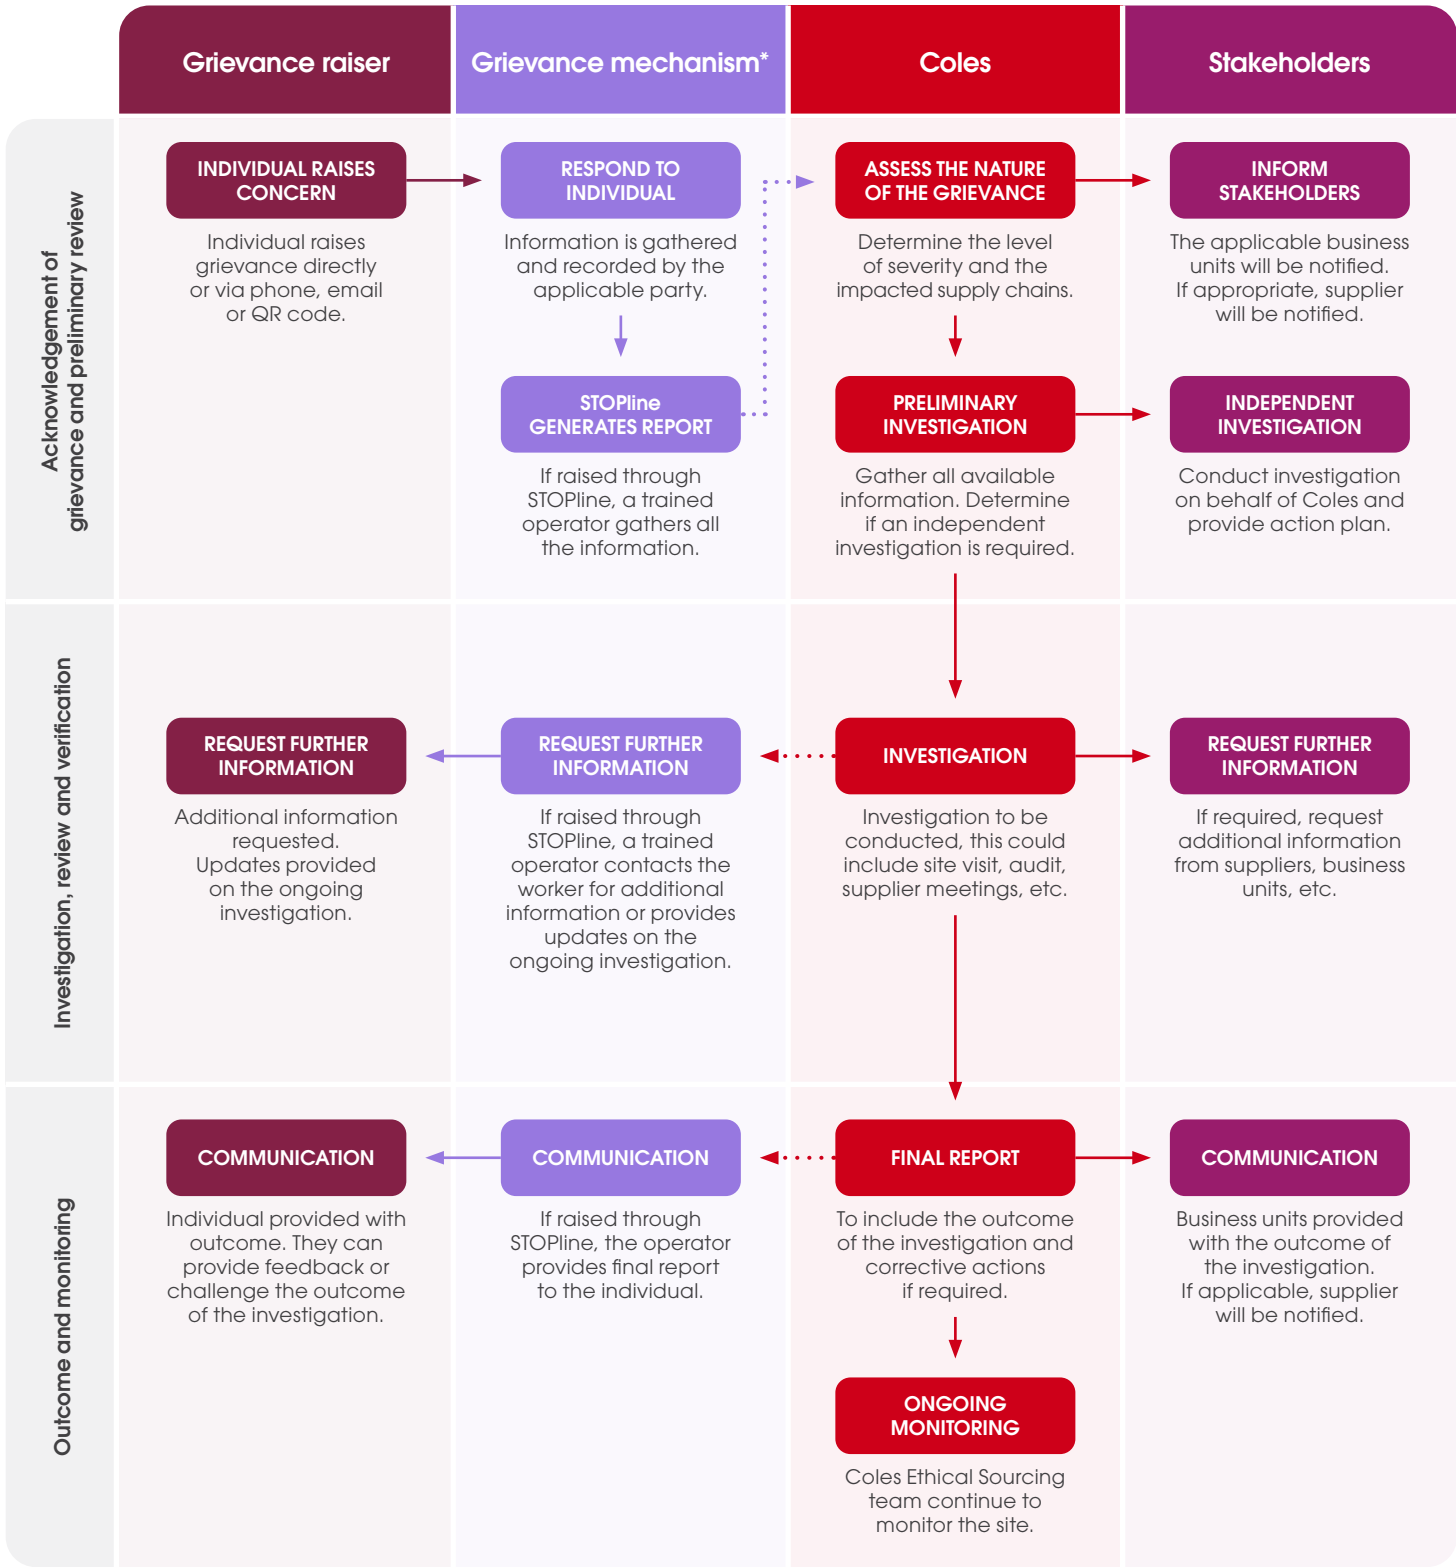 Grievance raiser
Grievance mechanism*
Coles
Stakeholders
Acknowledgement of
grievance and preliminary review
INDIVIDUAL RAISES
CONCERN
Individual raises
grievance directly
or via phone, email
or QR code.
RESPOND TO
INDIVIDUAL
Information is gathered
and recorded by the
applicable party.
STOPline
GENERATES REPORT
If raised through
STOPline, a trained
operator gathers all
the information.
ASSESS THE NATURE
OF THE GRIEVANCE
Determine the level
of severity and the
impacted supply chains.
PRELIMINARY
INVESTIGATION
Gather all available
information. Determine
if an independent
investigation is required.
INFORM
STAKEHOLDERS
The applicable business
units will be notified.
If appropriate, supplier
will be notified.
INDEPENDENT
INVESTIGATION
Conduct investigation
on behalf of Coles and
provide action plan.
Investigation, review and verification
REQUEST FURTHER
INFORMATION
Additional information
requested.
Updates provided
on the ongoing
investigation.
REQUEST FURTHER
INFORMATION
If raised through
STOPline, a trained
operator contacts the
worker for additional
information or provides
updates on the
ongoing investigation.
INVESTIGATION
Investigation to be
conducted, this could
include site visit, audit,
supplier meetings, etc.
REQUEST FURTHER
INFORMATION
If required, request
additional information
from suppliers, business
units, etc.
Outcome and monitoring
COMMUNICATION
Individual provided with
outcome. They can
provide feedback or
challenge the outcome
of the investigation.
COMMUNICATION
If raised through
STOPline, the operator
provides final report
to the individual.
FINAL REPORT
To include the outcome
of the investigation and
corrective actions
if required.
ONGOING
MONITORING
Coles Ethical Sourcing
team continue to
monitor the site.
COMMUNICATION
Business units provided
with the outcome of
the investigation.
If applicable, supplier
will be notified.